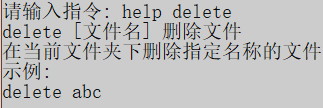 请输入指令: help delete
delete [文件名] 删除文件
在当前文件夹下删除指定名称的文件
示例:
delete abc